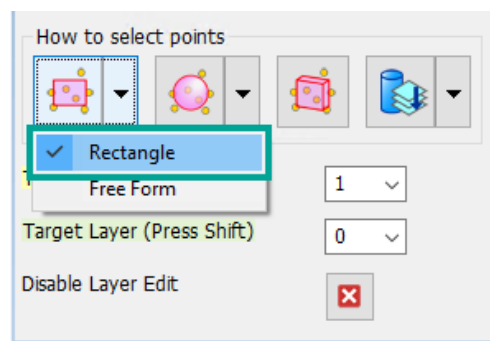 How to select points
Rectangle
Free Form
1
Target Layer (Press Shift)
0
Disable Layer Edit